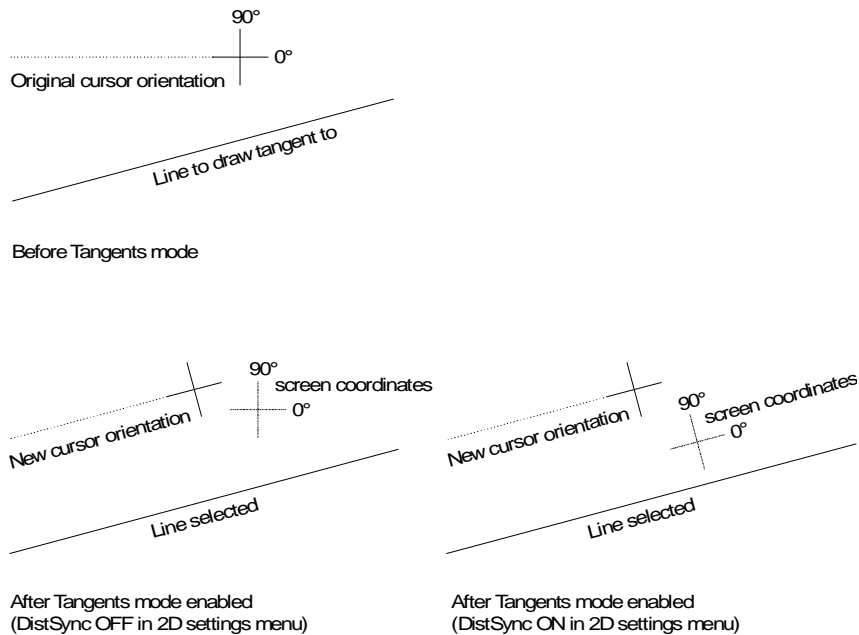 90°
0°
Original cursor orientation
Line to draw tangent to
Before Tangents mode
90°
screen coordinates
0°
New cursor orientation
Line selected
After Tangents mode enabled
(DistSync OFF in 2D settings menu)
90°
screen coordinates
0°
New cursor orientation
Line selected
After Tangents mode enabled
(DistSync ON in 2D settings menu)